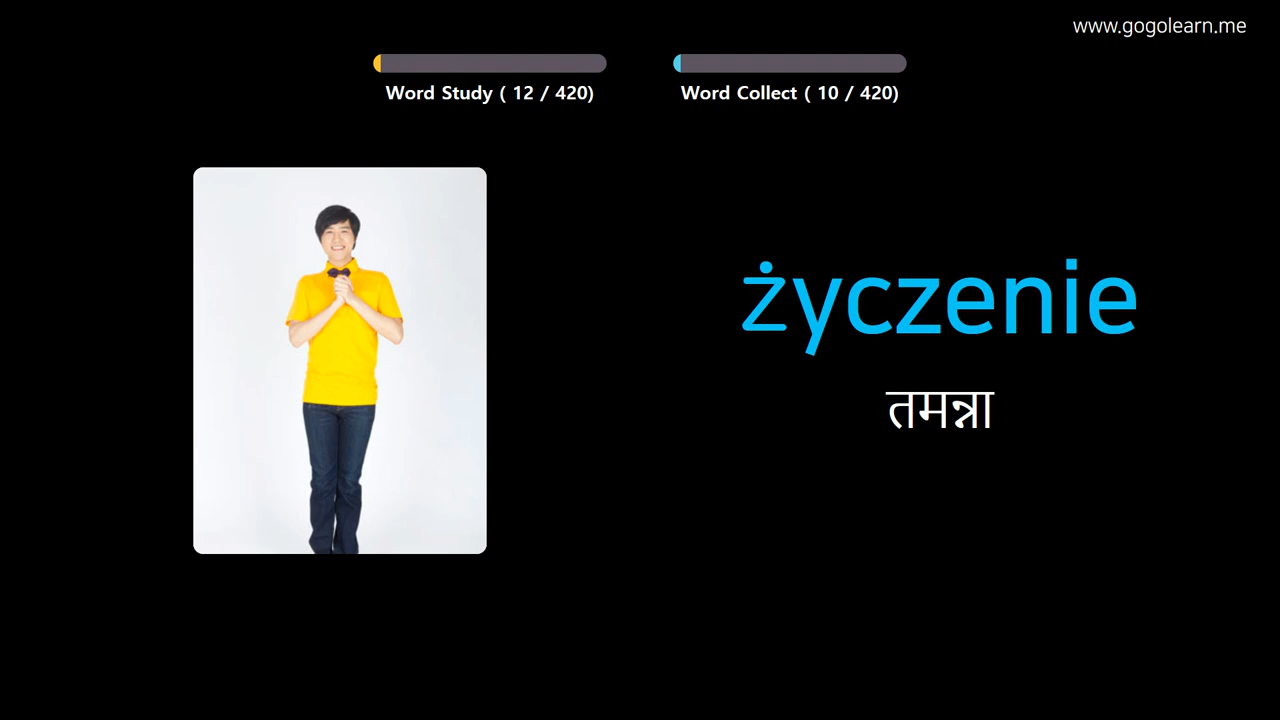 www.gogolearn.me
Word Study ( 12 / 420)
Word Collect ( 10 / 420)
życzenie
तमन्ना